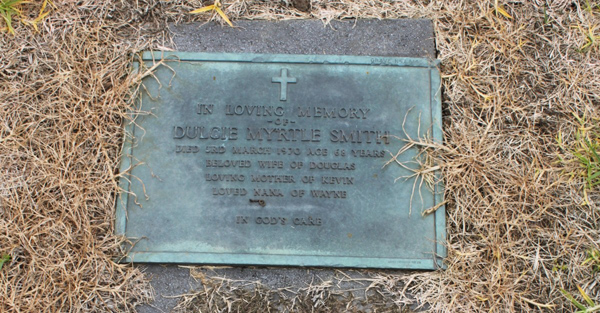 IN LOVING MEMORY
OF
DULCIE MYRTLE SMITH
DIED 3RD MARCH 1970 AGE 69 YEARS
BELOVED WIFE OF DOUGLAS
LOVING MOTHER OF KEVIN
LOVED NANA OF WAYNE
IN GOD'S CARE